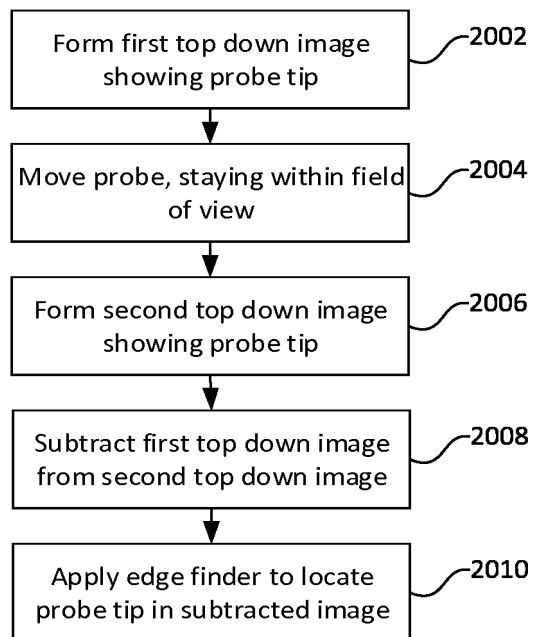 Form first top down image
showing probe tip
2002
Move probe, staying within field
of view
2004
Form second top down image
showing probe tip
2006
Subtract first top down image
from second top down image
2008
Apply edge finder to locate
probe tip in subtracted image
2010